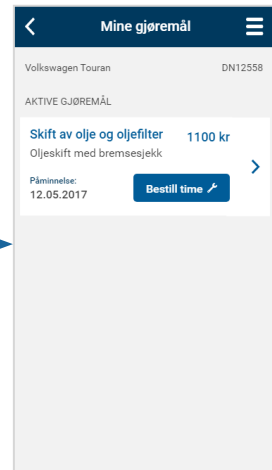 Mine gjøremål
Volkswagen Touran DN12558
AKTIVE GJØREMÅL
Skift av olje og oljefilter 1100 kr
Oljeskift med bremsesjekk
Påminnelse:
12.05.2017
Bestill time